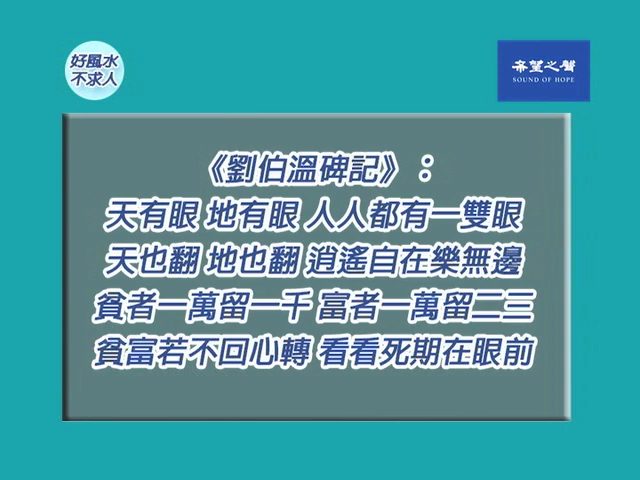 好風水
不求人
希望之聲
SOUND OF HOPE
《劉伯溫碑記》：
天有眼 地有眼 人人都有一雙眼
天也翻 地也翻 逍遙自在樂無邊
貧者一萬留一千 富者一萬留二三
貧富若不回心轉 看看死期在眼前